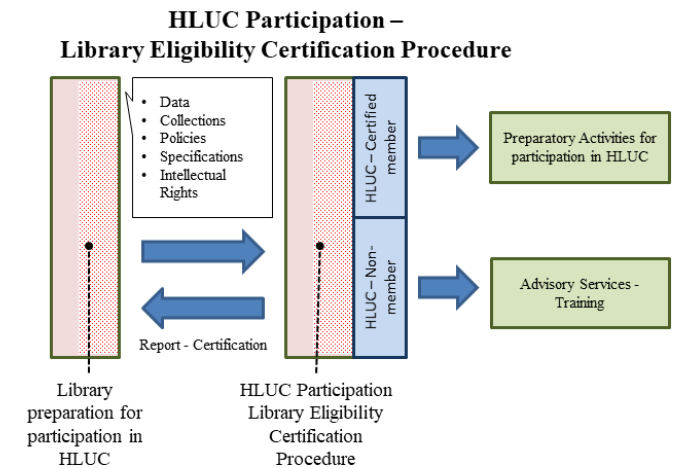 HLUC Participation –
Library Eligibility Certification Procedure
• Data
• Collections
• Policies
• Specifications
• Intellectual
Rights
HLUC – Certified
member
HLUC – Non-
member
Preparatory Activities for
participation in HLUC
Advisory Services -
Training
Report - Certification
Library
preparation for
participation in
HLUC
HLUC Participation
Library Eligibility
Certification
Procedure